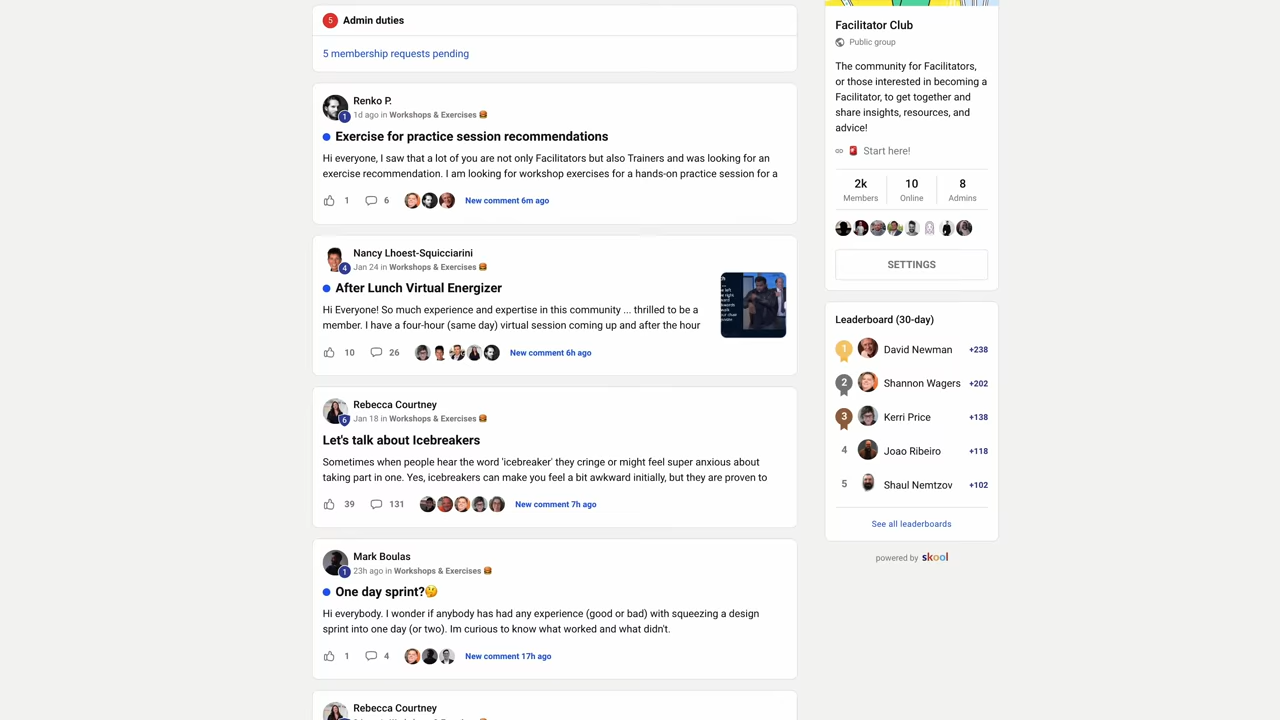 5 Admin duties
5 membership requests pending
Renko P.
1
1d ago in Workshops & Exercises
Exercise for practice session recommendations
Hi everyone, I saw that a lot of you are not only Facilitators but also Trainers and was looking for an
exercise recommendation. I am looking for workshop exercises for a hands-on practice session for a
1 6 New comment 6m ago
Nancy Lhoest-Squicciarini
4
Jan 24 in Workshops & Exercises
After Lunch Virtual Energizer
Hi Everyone! So much experience and expertise in this community ... thrilled to be a
member. I have a four-hour (same day) virtual session coming up and after the hour
10 26 New comment 6h ago
Rebecca Courtney
6
Jan 18 in Workshops & Exercises
Let's talk about Icebreakers
Sometimes when people hear the word 'icebreaker' they cringe or might feel super anxious about
taking part in one. Yes, icebreakers can make you feel a bit awkward initially, but they are proven to
39 131 New comment 7h ago
Mark Boulas
1
23h ago in Workshops & Exercises
One day sprint?🤔
Hi everybody. I wonder if anybody has had any experience (good or bad) with squeezing a design
sprint into one day (or two). Im curious to know what worked and what didn't.
1 4 New comment 17h ago
Rebecca Courtney
Facilitator Club
Public group
The community for Facilitators,
or those interested in becoming a
Facilitator, to get together and
share insights, resources, and
advice!
Start here!
2k 10 8
Members Online Admins
SETTINGS
Leaderboard (30-day)
1 David Newman +238
2 Shannon Wagers +202
3 Kerri Price +138
4 Joao Ribeiro +118
5 Shaul Nemtzov +102
See all leaderboards
powered by skool